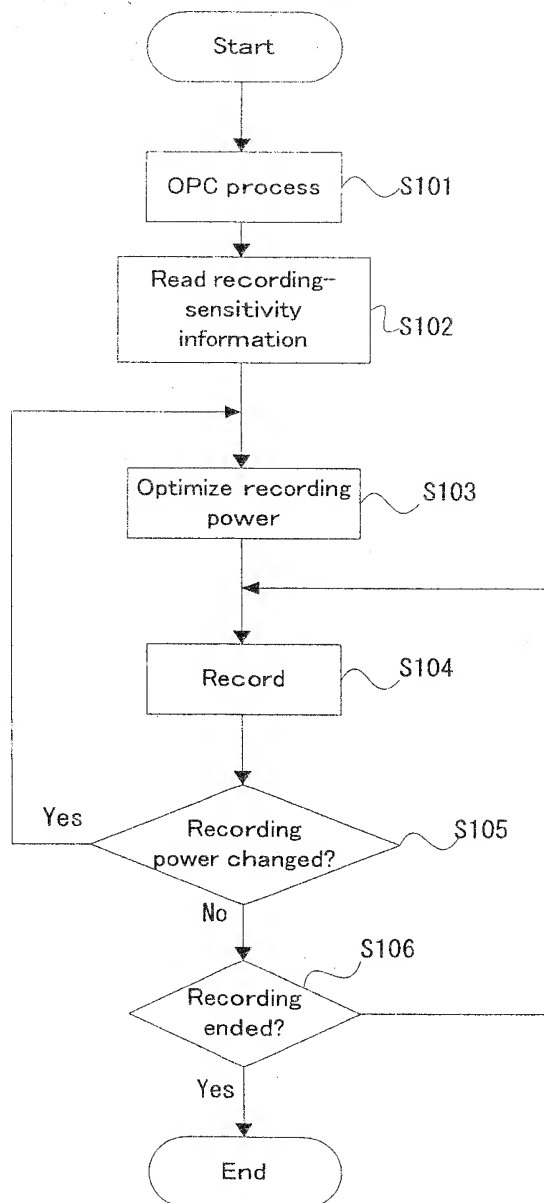 Start
OPC process
S101
Read recording-
sensitivity
information
S102
Optimize recording
power
S103
Record
S104
Yes
Recording
power changed?
S105
No
S106
Recording
ended?
Yes
End